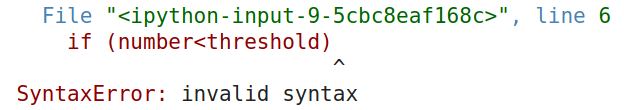 File "<ipython-input-9-5cbc8eaf168c>", line 6
if (number<threshold)
^
SyntaxError: invalid syntax